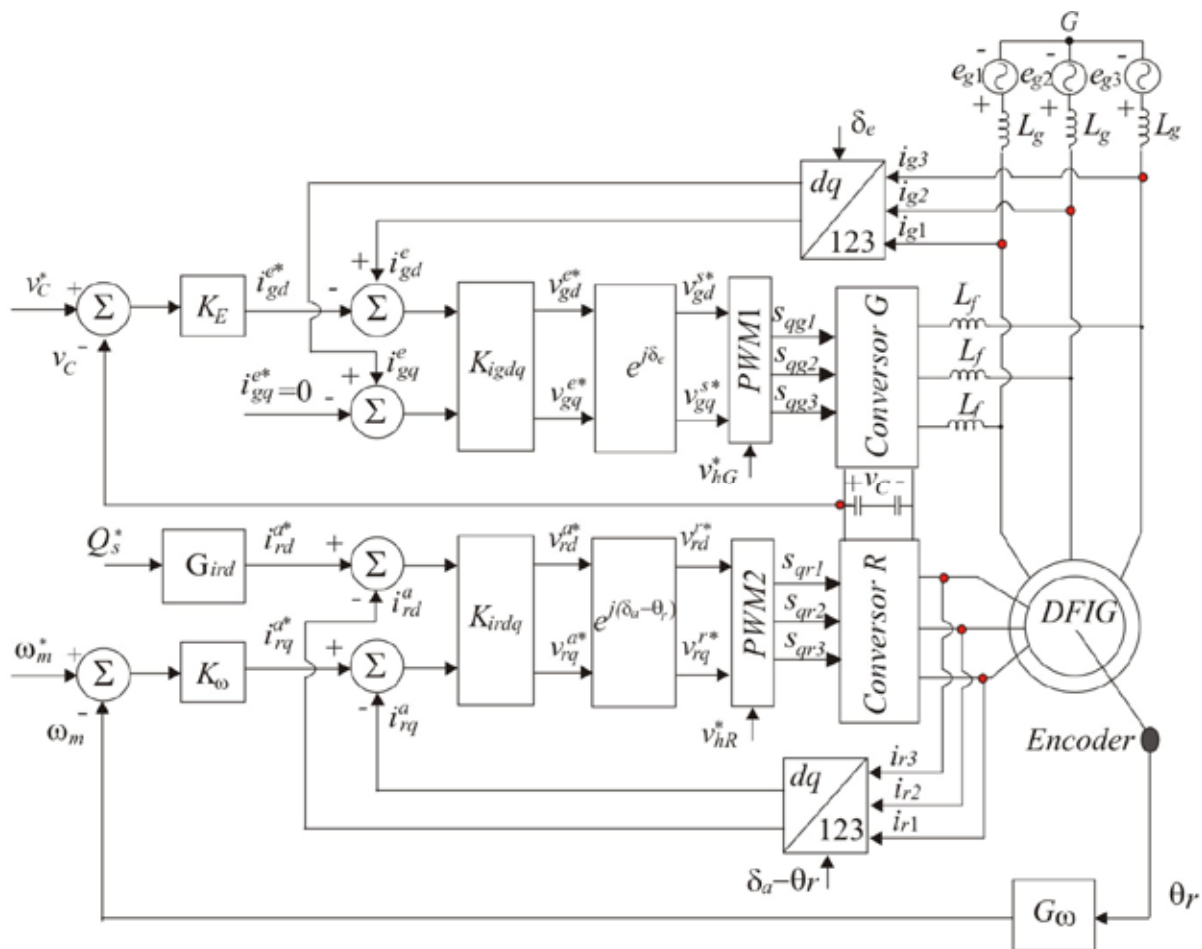 G
- - -
e_g1 e_g2 e_g3
+ + +
L_g L_g L_g
δ_e
dq
123
i_g3
i_g2
i_g1
v_C^*
+
Σ
v_C
-
K_E
i_gd^e*
-
+
i_gd^e
Σ
i_gq^e*=0
-
+
i_gq^e
Σ
K_igdq
v_gd^e*
v_gq^e*
e^jδ_e
v_gd^s*
v_gq^s*
PWM1
v_hG^*
s_qg1
s_qg2
s_qg3
Conversor G
L_f
L_f
L_f
+ v_C -
Q_s^*
G_ird
i_rd^a*
+
Σ
-
i_rd^a
ω_m^*
+
Σ
-
ω_m
K_ω
i_rq^a*
+
Σ
-
i_rq^a
K_irdq
v_rd^a*
v_rq^a*
e^j(δ_a−θ_r)
v_rd^r*
v_rq^r*
PWM2
v_hR^*
s_qr1
s_qr2
s_qr3
Conversor R
DFIG
Encoder
dq
123
i_r3
i_r2
i_r1
δ_a−θr
Gω
θr